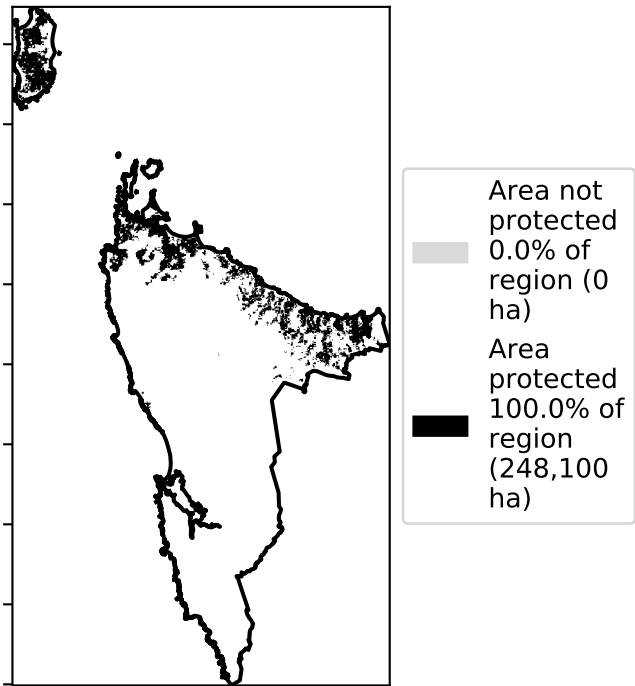 Area not
protected
0.0% of
region (0
ha)
Area
protected
100.0% of
region
(248,100
ha)